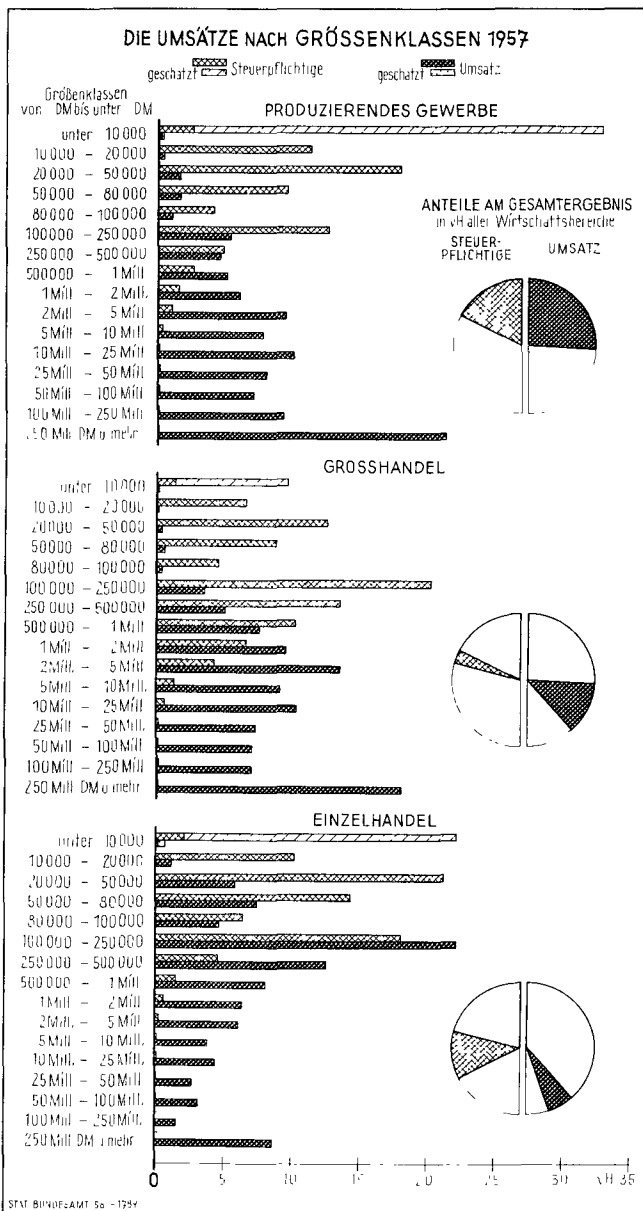 DIE UMSÄTZE NACH GRÖSSENKLASSEN 1957
geschätzt Steuerpflichtige geschätzt Umsatz
Größenklassen
von DM bis unter DM
PRODUZIERENDES GEWERBE
unter 10 000
10 000 – 20 000
20 000 – 50 000
50 000 – 80 000
80 000 – 100 000
100 000 – 250 000
250 000 – 500 000
500 000 – 1 Mill
1 Mill – 2 Mill.
2 Mill – 5 Mill
5 Mill – 10 Mill.
10 Mill – 25 Mill
25 Mill – 50 Mill
50 Mill – 100 Mill
100 Mill – 250 Mill
250 Mill DM u mehr
ANTEILE AM GESAMTERGEBNIS
in vH aller Wirtschaftsbereiche
STEUER-
PFLICHTIGE
UMSATZ
GROSSHANDEL
unter 10 000
10 000 – 20 000
20 000 – 50 000
50 000 – 80 000
80 000 – 100 000
100 000 – 250 000
250 000 – 500 000
500 000 – 1 Mill
1 Mill – 2 Mill
2 Mill. – 5 Mill
5 Mill – 10 Mill.
10 Mill – 25 Mill
25 Mill – 50 Mill.
50 Mill – 100 Mill
100 Mill – 250 Mill
250 Mill DM u mehr
EINZELHANDEL
unter 10 000
10 000 – 20 000
20 000 – 50 000
50 000 – 80 000
80 000 – 100 000
100 000 – 250 000
250 000 – 500 000
500 000 – 1 Mill
1 Mill – 2 Mill
2 Mill. – 5 Mill
5 Mill – 10 Mill.
10 Mill. – 25 Mill
25 Mill – 50 Mill
50 Mill – 100 Mill.
100 Mill – 250 Mill.
250 Mill DM u mehr
0 5 10 15 20 25 30 vH 35
STAT BUNDESAMT